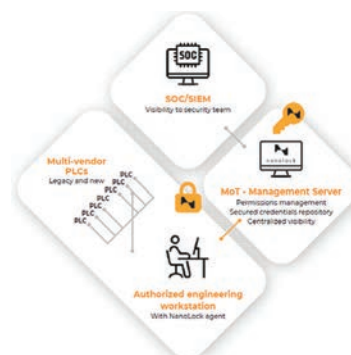 SOC
SOC/SIEM
Visibility to security team
Multi-vendor
PLCs
Legacy and new
PLC
PLC
PLC
PLC
PLC
PLC
nanolock
MoT - Management Server
Permissions management
Secured credentials repository
Centralized visibility
Authorized engineering
workstation
With NanoLock agent